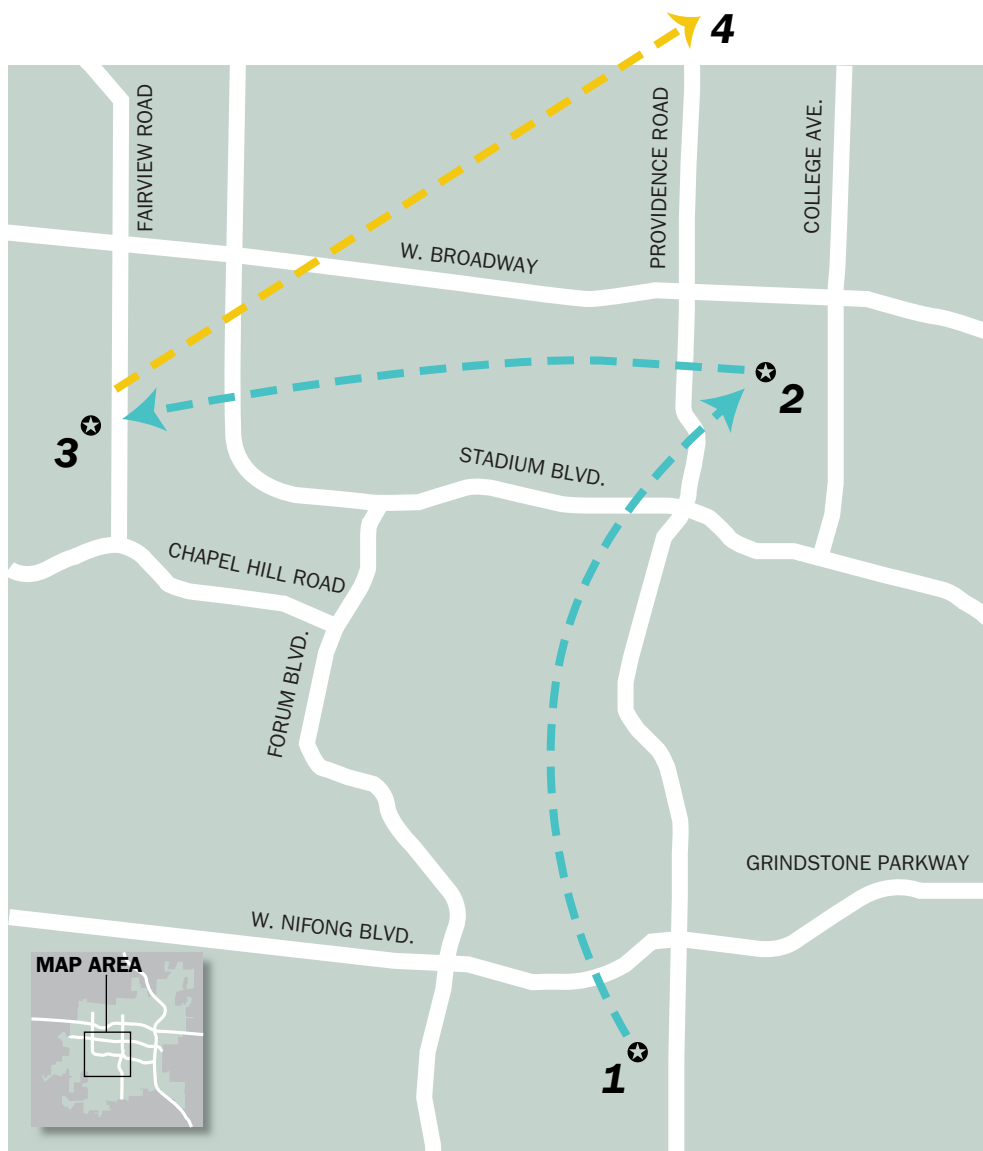 4
FAIRVIEW ROAD
PROVIDENCE ROAD
COLLEGE AVE.
W. BROADWAY
2
3
STADIUM BLVD.
CHAPEL HILL ROAD
FORUM BLVD.
GRINDSTONE PARKWAY
W. NIFONG BLVD.
MAP AREA
1